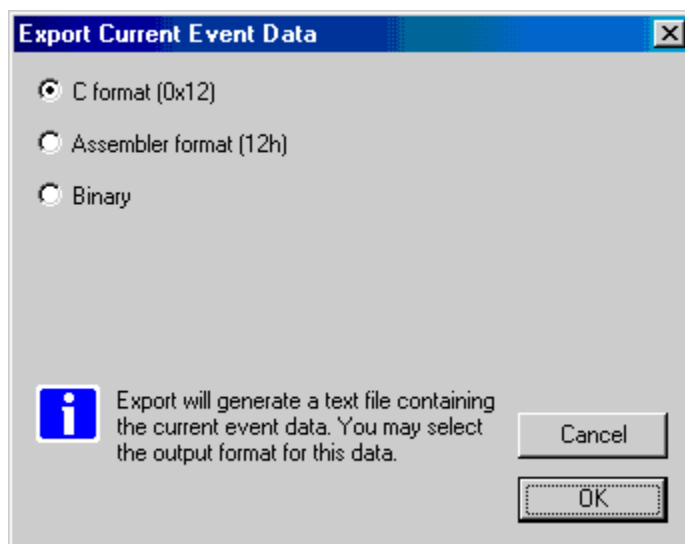 Export Current Event Data
C format (0x12)
Assembler format (12h)
Binary
Export will generate a text file containing
the current event data. You may select
the output format for this data.
Cancel
OK